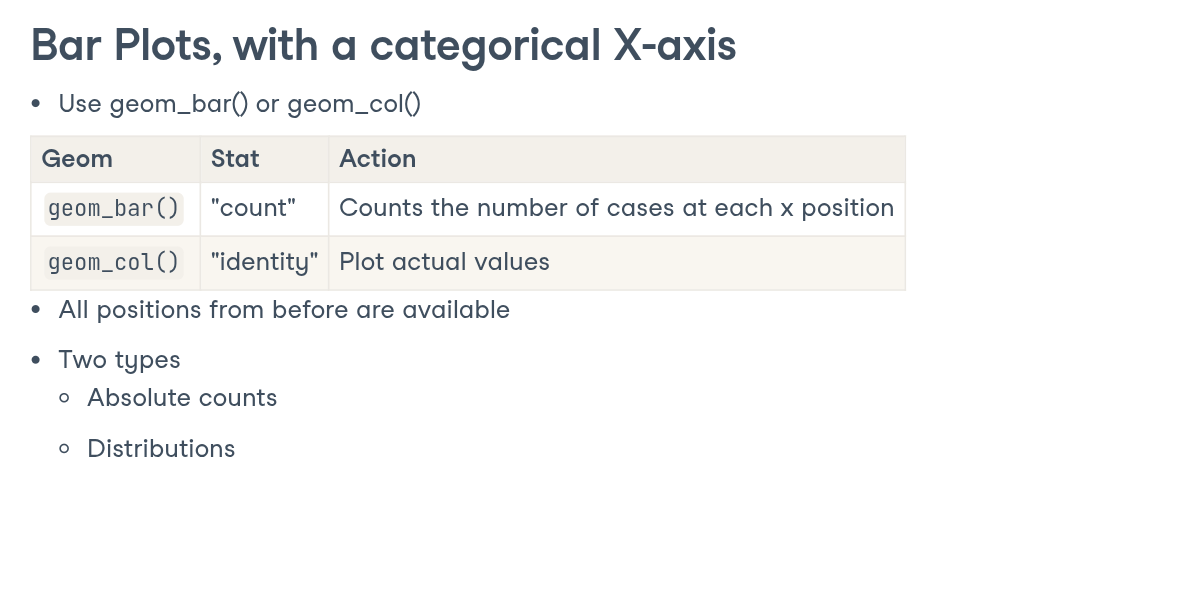 Bar Plots, with a categorical X-axis
• Use geom_bar() or geom_col()
Geom Stat Action
geom_bar() "count" Counts the number of cases at each x position
geom_col() "identity" Plot actual values
• All positions from before are available
• Two types
◦ Absolute counts
◦ Distributions